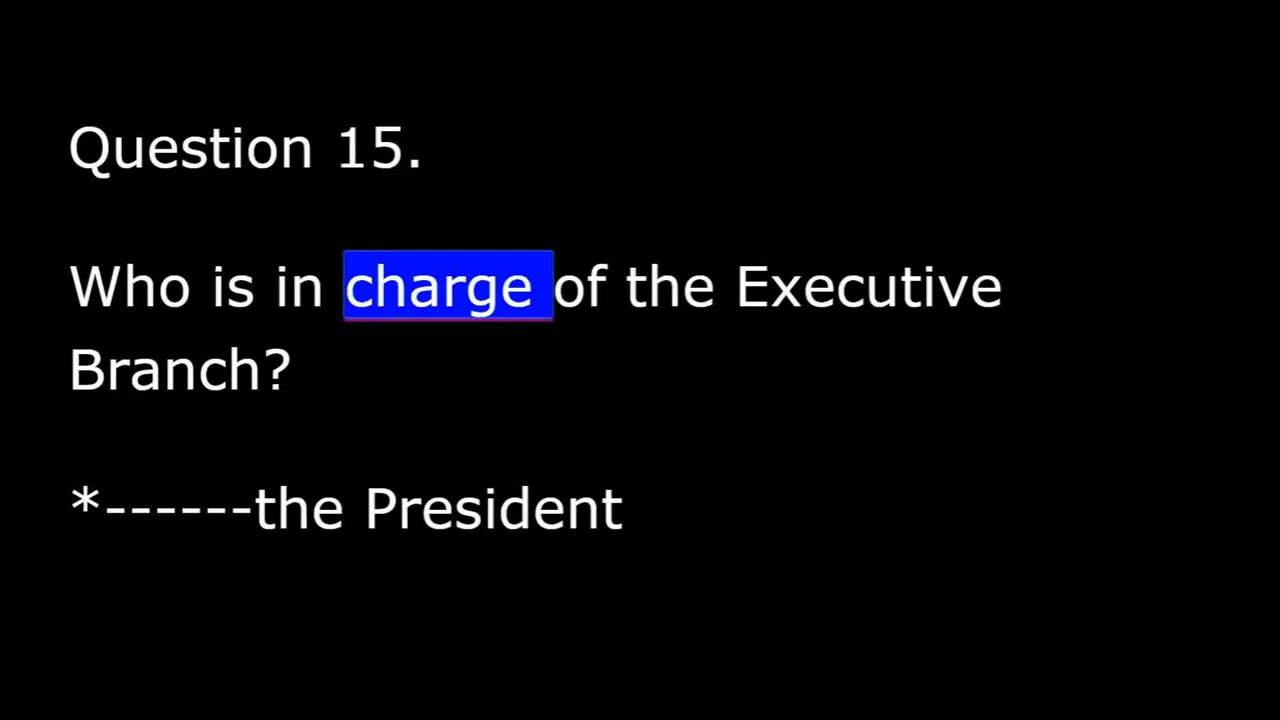 Question 15.
Who is in charge of the Executive
Branch?
*------the President